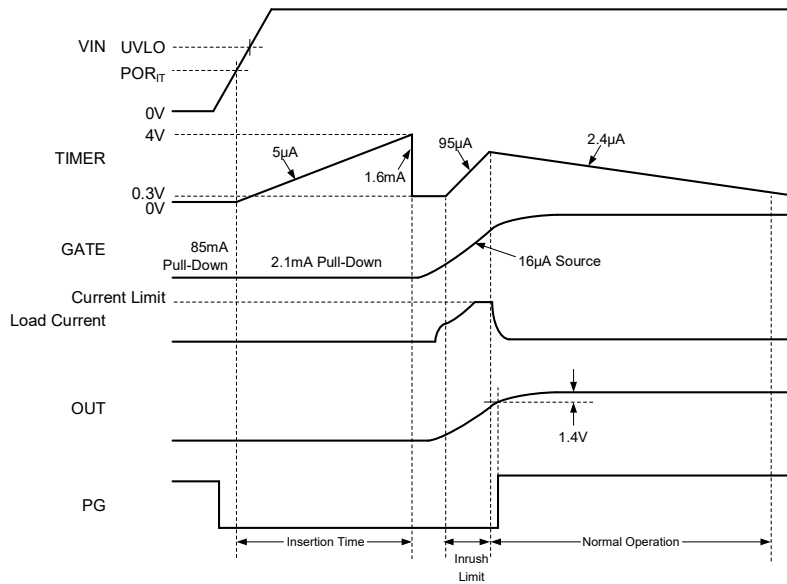 VIN UVLO
POR_IT
0V
4V
TIMER 5µA 1.6mA 95µA 2.4µA
0.3V
0V
GATE 85mA
Pull-Down 2.1mA Pull-Down 16µA Source
Current Limit
Load Current
OUT
1.4V
PG
Insertion Time Inrush
Limit Normal Operation